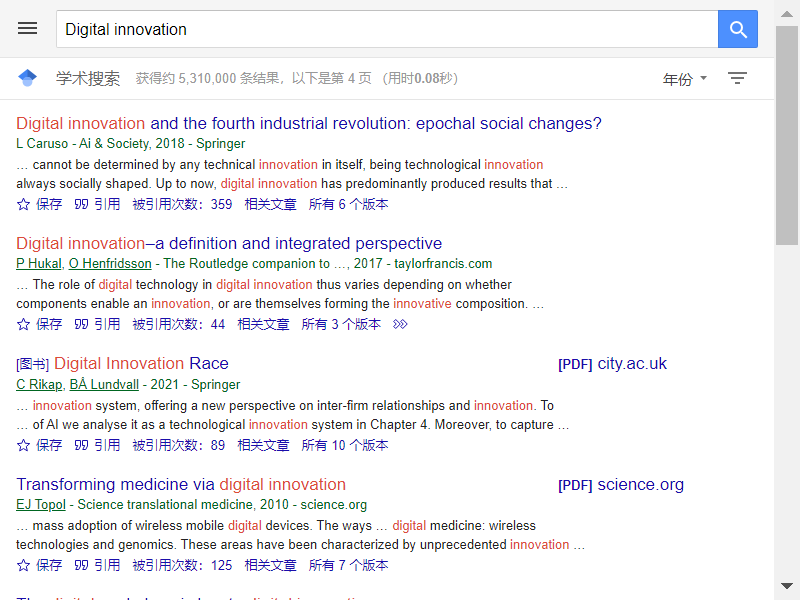 Digital innovation
学术搜索 获得约 5,310,000 条结果，以下是第 4 页 （用时0.08秒） 年份
Digital innovation and the fourth industrial revolution: epochal social changes?
L Caruso - Ai & Society, 2018 - Springer
… cannot be determined by any technical innovation in itself, being technological innovation
always socially shaped. Up to now, digital innovation has predominantly produced results that …
保存 引用 被引用次数：359 相关文章 所有 6 个版本
Digital innovation–a definition and integrated perspective
P Hukal, O Henfridsson - The Routledge companion to …, 2017 - taylorfrancis.com
… The role of digital technology in digital innovation thus varies depending on whether
components enable an innovation, or are themselves forming the innovative composition. …
保存 引用 被引用次数：44 相关文章 所有 3 个版本
[图书] Digital Innovation Race
[PDF] city.ac.uk
C Rikap, BÅ Lundvall - 2021 - Springer
… innovation system, offering a new perspective on inter-firm relationships and innovation. To
… of AI we analyse it as a technological innovation system in Chapter 4. Moreover, to capture …
保存 引用 被引用次数：89 相关文章 所有 10 个版本
Transforming medicine via digital innovation
[PDF] science.org
EJ Topol - Science translational medicine, 2010 - science.org
… mass adoption of wireless mobile digital devices. The ways … digital medicine: wireless
technologies and genomics. These areas have been characterized by unprecedented innovation …
保存 引用 被引用次数：125 相关文章 所有 7 个版本